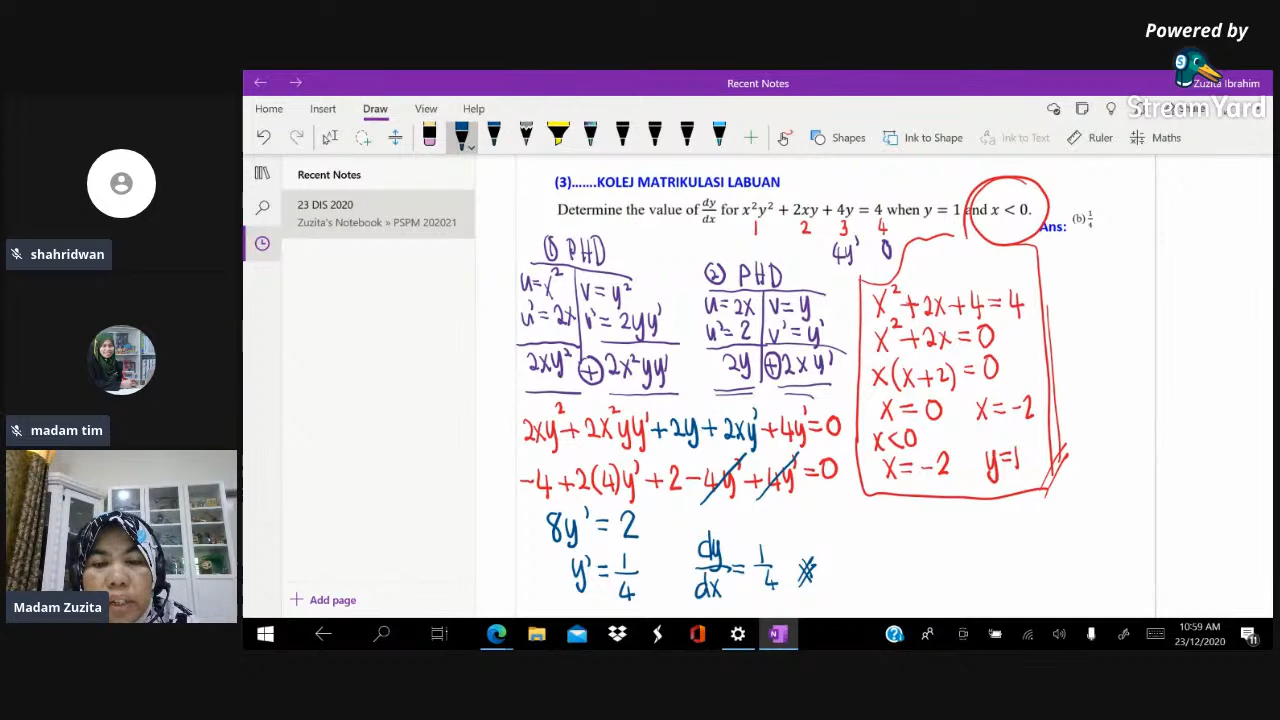 Powered by
StreamYard
Recent Notes
Zuzita Ibrahim
Home Insert Draw View Help
Shapes Ink to Shape Ink to Text Ruler Maths
Recent Notes
23 DIS 2020
Zuzita's Notebook » PSPM 202021
Add page
shahridwan
madam tim
Madam Zuzita
(3).......KOLEJ MATRIKULASI LABUAN
Determine the value of dy/dx for x²y² + 2xy + 4y = 4 when y = 1 and x < 0.
Ans: (b) 1/4
1 2 3 4
4y' 0
① PHD
u=x² v=y²
u'=2x v'=2yy'
2xy² + 2x²yy'
② PHD
u=2x v=y
u'=2 v'=y'
2y + 2xy'
x²+2x+4=4
x²+2x=0
x(x+2)=0
x=0 x=-2
x<0
x=-2 y=1
2xy²+2x²yy'+2y+2xy'+4y'=0
-4+2(4)y'+2-4y'+4y'=0
8y'=2
y'=1/4
dy/dx=1/4
10:59 AM
23/12/2020
11